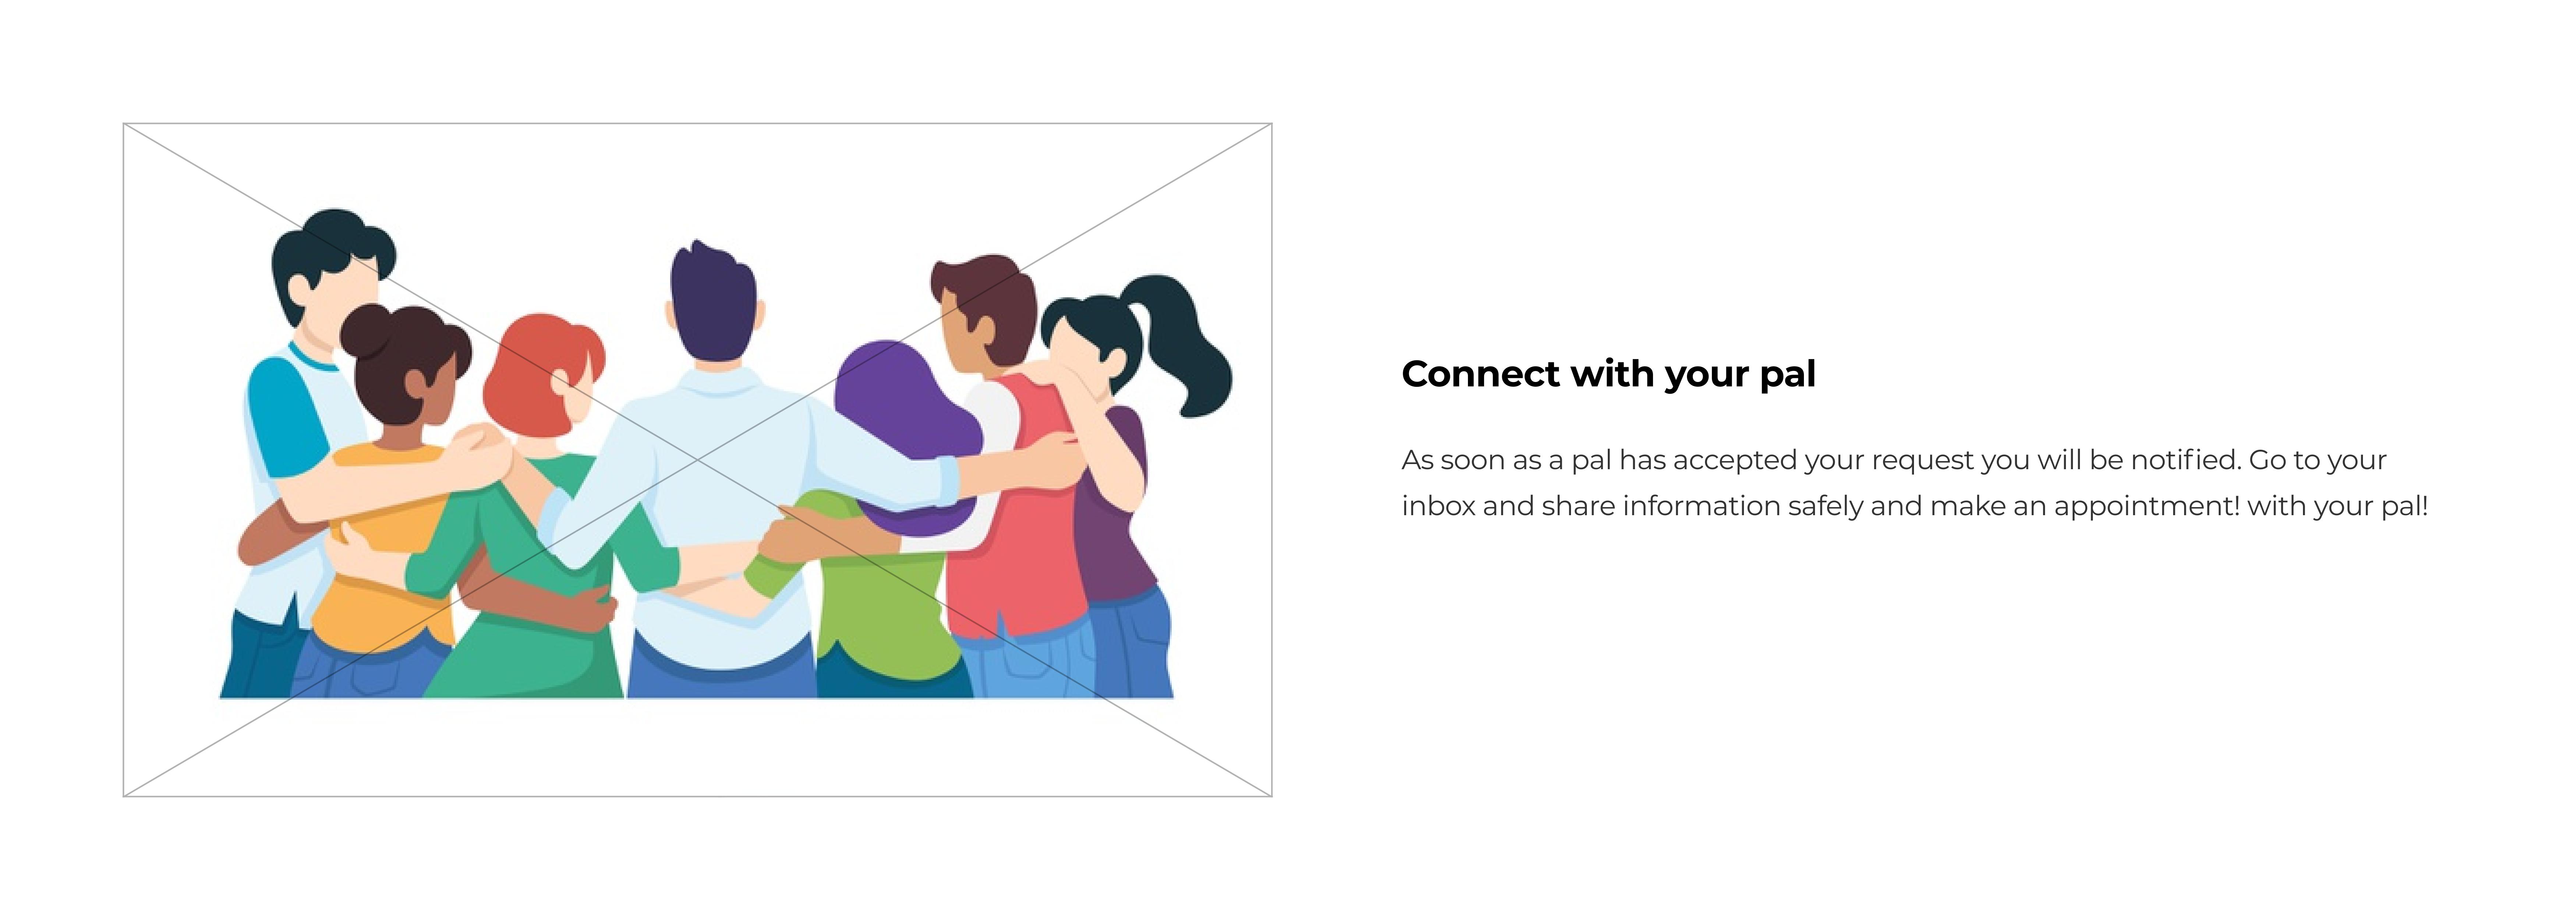 Connect with your pal
As soon as a pal has accepted your request you will be notified. Go to your
inbox and share information safely and make an appointment! with your pal!